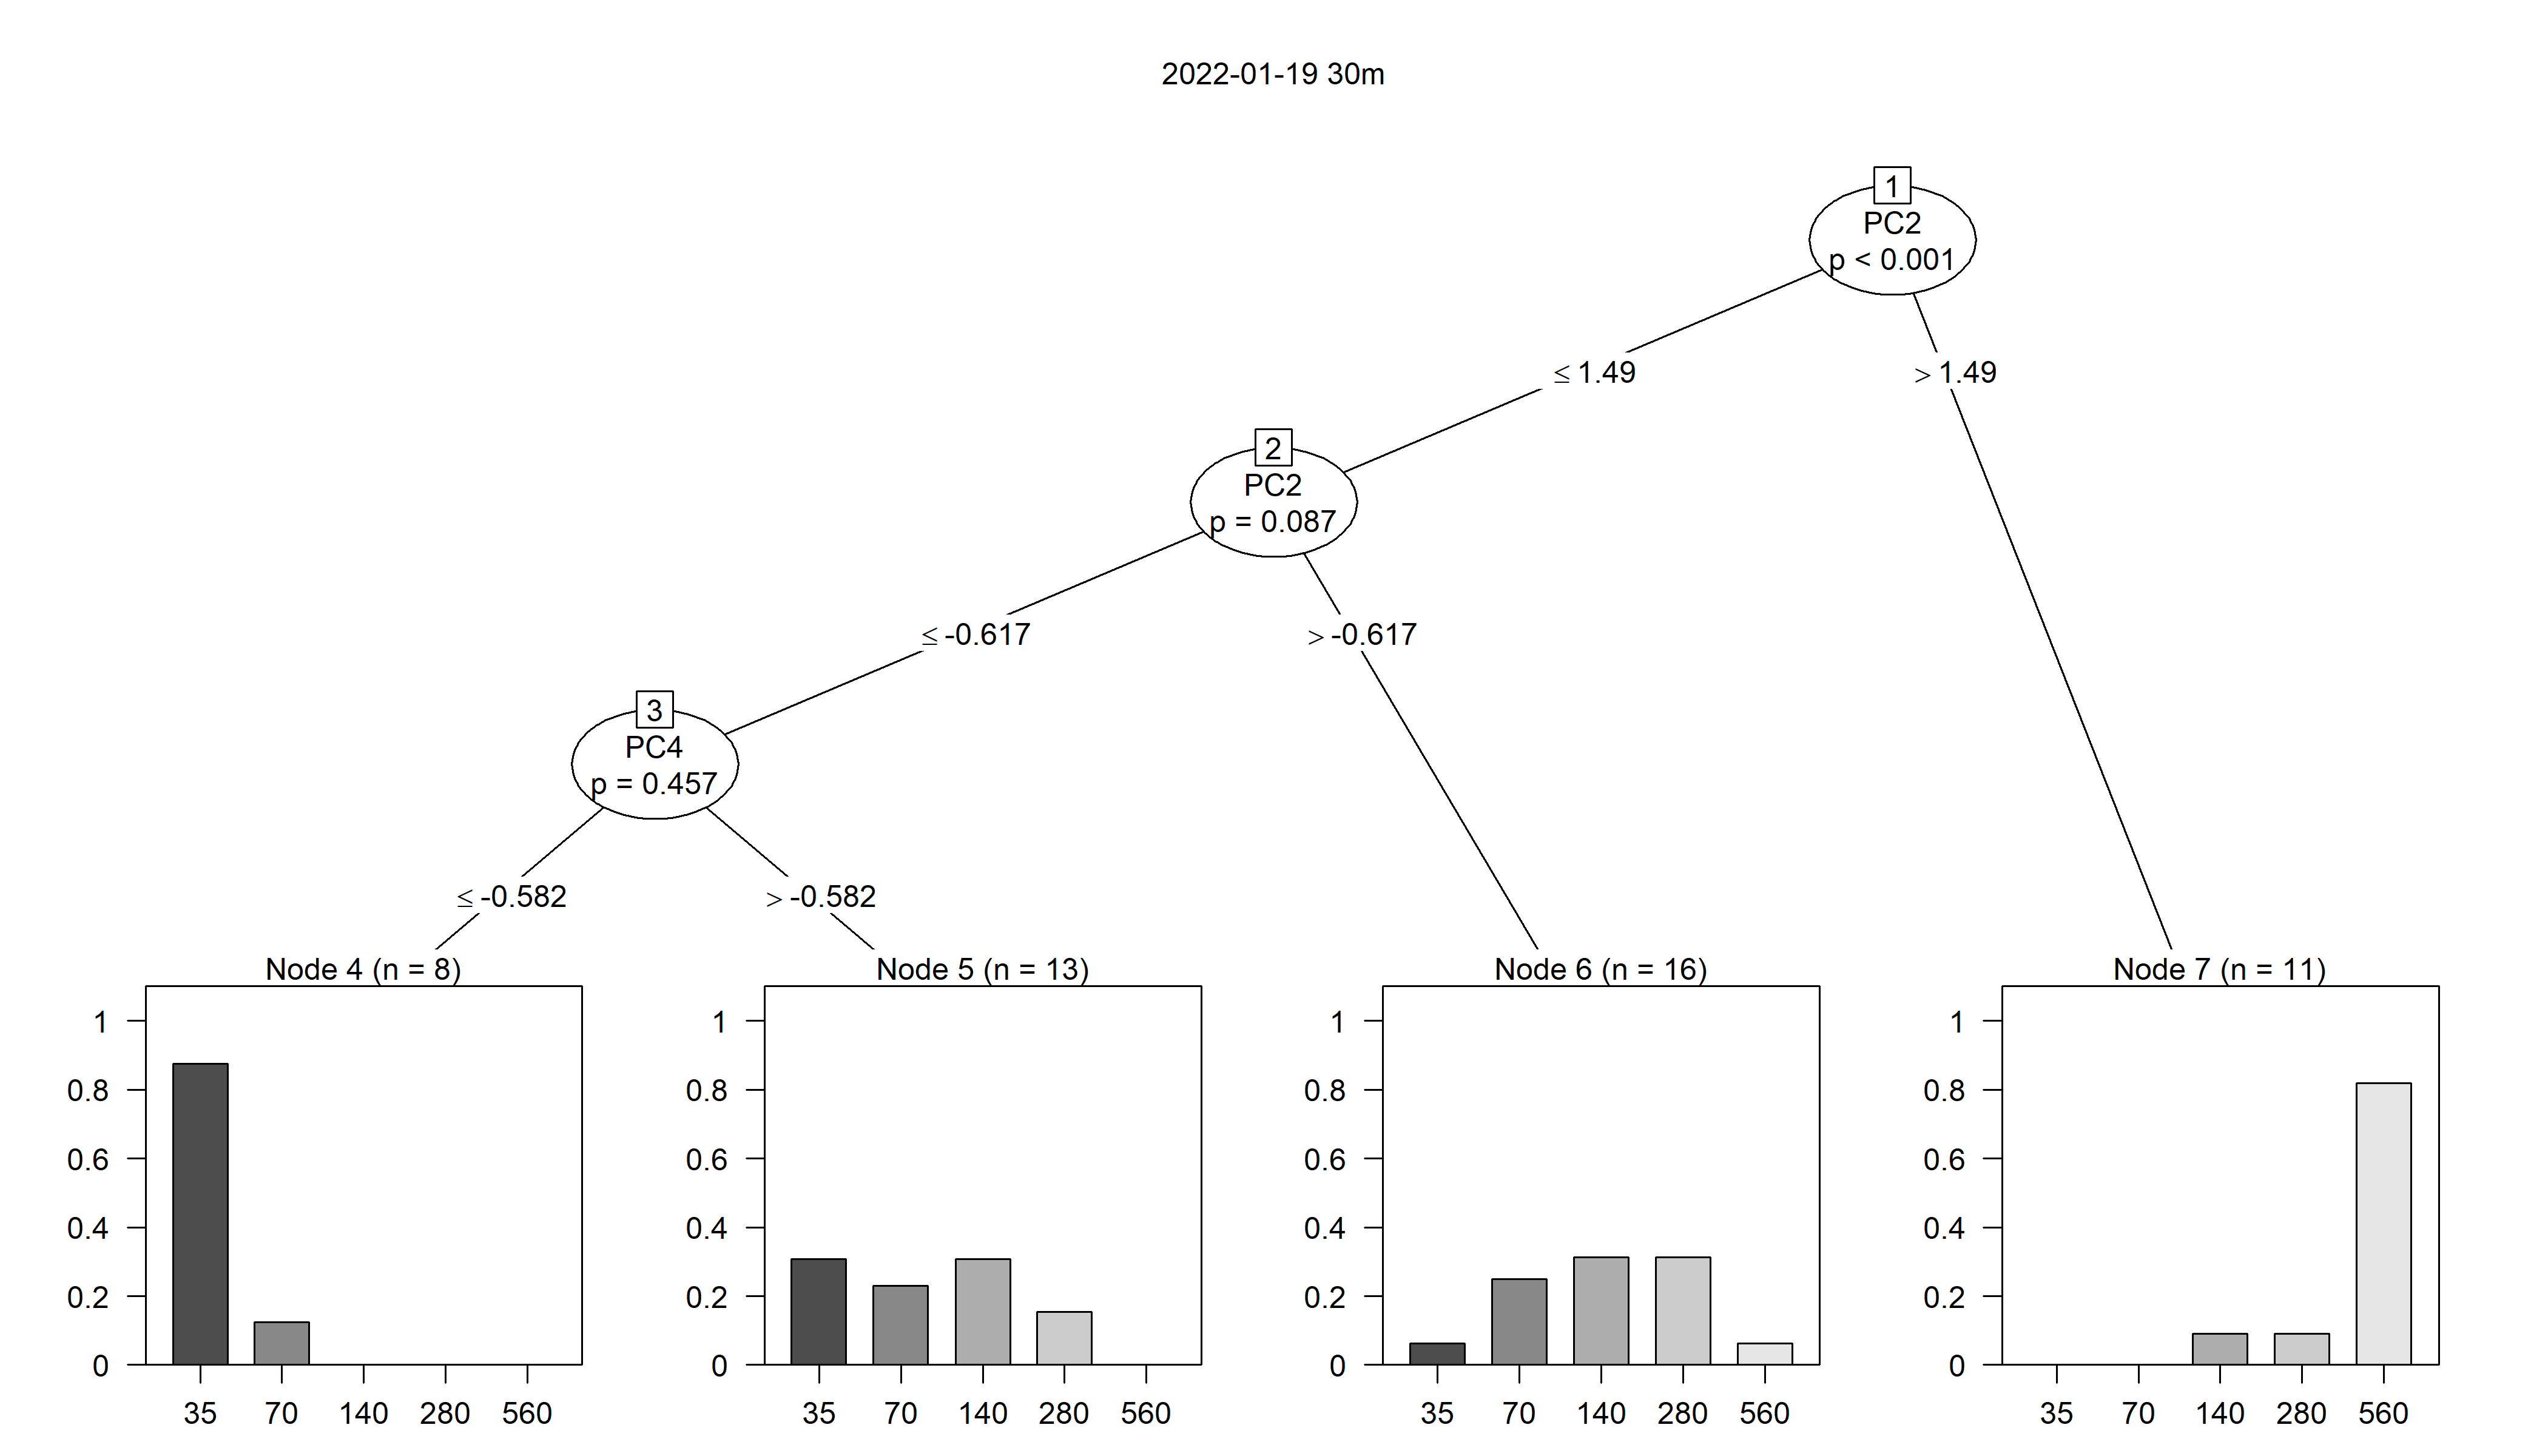 2022-01-19 30m
1
PC2
p < 0.001
≤ 1.49
> 1.49
2
PC2
p = 0.087
≤ -0.617
> -0.617
3
PC4
p = 0.457
≤ -0.582
> -0.582
Node 4 (n = 8)
1
0.8
0.6
0.4
0.2
0
35 70 140 280 560
Node 5 (n = 13)
1
0.8
0.6
0.4
0.2
0
35 70 140 280 560
Node 6 (n = 16)
1
0.8
0.6
0.4
0.2
0
35 70 140 280 560
Node 7 (n = 11)
1
0.8
0.6
0.4
0.2
0
35 70 140 280 560